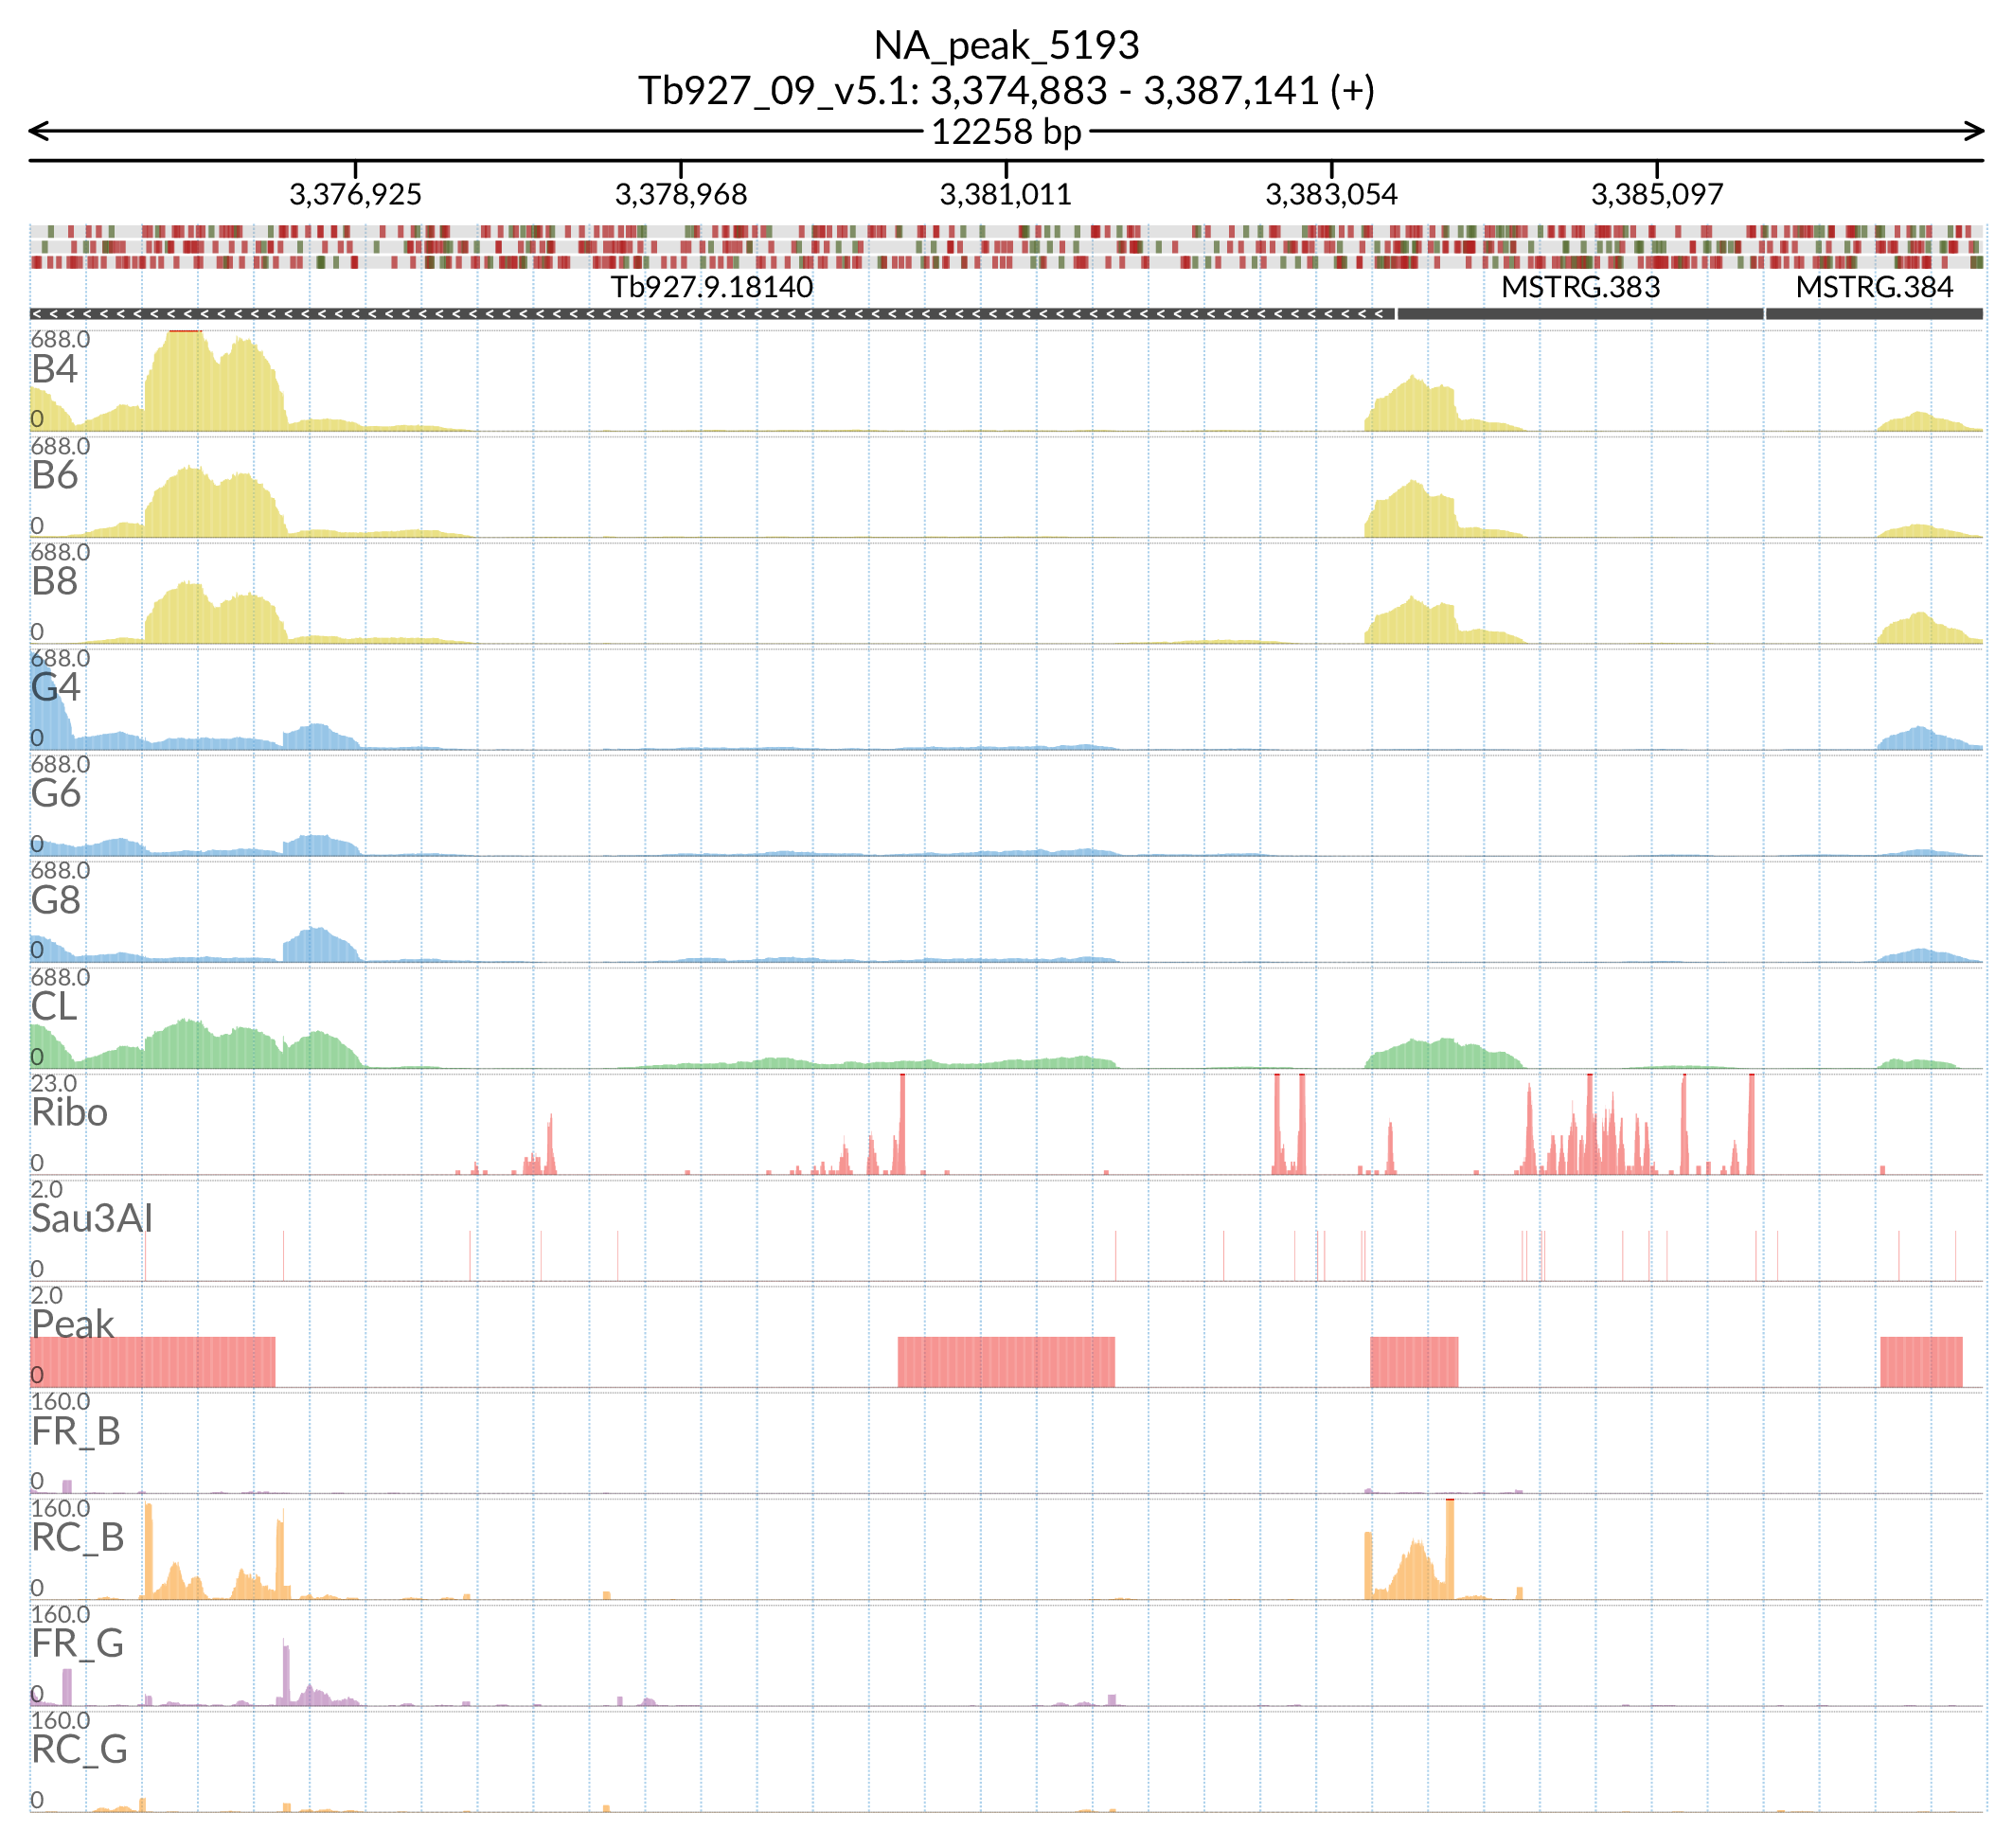 NA_peak_5193
Tb927_09_v5.1: 3,374,883 - 3,387,141 (+)
12258 bp
3,376,925 3,378,968 3,381,011 3,383,054 3,385,097
Tb927.9.18140 MSTRG.383 MSTRG.384
688.0
B4
0
688.0
B6
0
688.0
B8
0
688.0
G4
0
688.0
G6
0
688.0
G8
0
688.0
CL
0
23.0
Ribo
0
2.0
Sau3AI
0
2.0
Peak
0
160.0
FR_B
0
160.0
RC_B
0
160.0
FR_G
0
160.0
RC_G
0